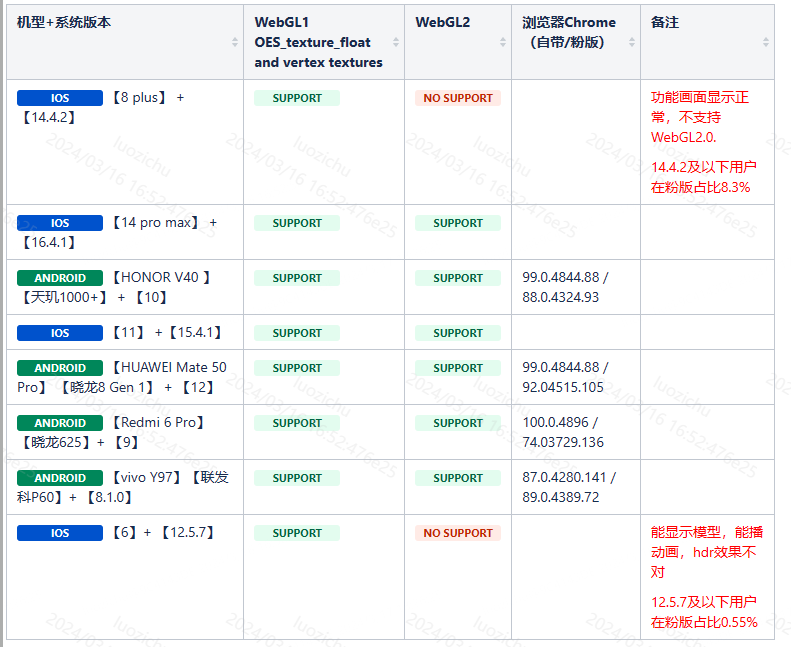 机型+系统版本
WebGL1
OES_texture_float
and vertex textures
WebGL2
浏览器Chrome
（自带/粉版）
备注
IOS 【8 plus】 +
【14.4.2】
SUPPORT
NO SUPPORT
功能画面显示正
常，不支持
WebGL2.0.
14.4.2及以下用户
在粉版占比8.3%
IOS 【14 pro max】 +
【16.4.1】
SUPPORT
SUPPORT
ANDROID 【HONOR V40 】
【天玑1000+】 + 【10】
SUPPORT
SUPPORT
99.0.4844.88 /
88.0.4324.93
IOS 【11】 +【15.4.1】
SUPPORT
SUPPORT
ANDROID 【HUAWEI Mate 50
Pro】 【晓龙8 Gen 1】 + 【12】
SUPPORT
SUPPORT
99.0.4844.88 /
92.04515.105
ANDROID 【Redmi 6 Pro】
【晓龙625】+ 【9】
SUPPORT
SUPPORT
100.0.4896 /
74.03729.136
ANDROID 【vivo Y97】【联发
科P60】+ 【8.1.0】
SUPPORT
SUPPORT
87.0.4280.141 /
89.0.4389.72
IOS 【6】+ 【12.5.7】
SUPPORT
NO SUPPORT
能显示模型，能播
动画，hdr效果不
对
12.5.7及以下用户
在粉版占比0.55%
luozichu
2024/03/16 16:52:476e25